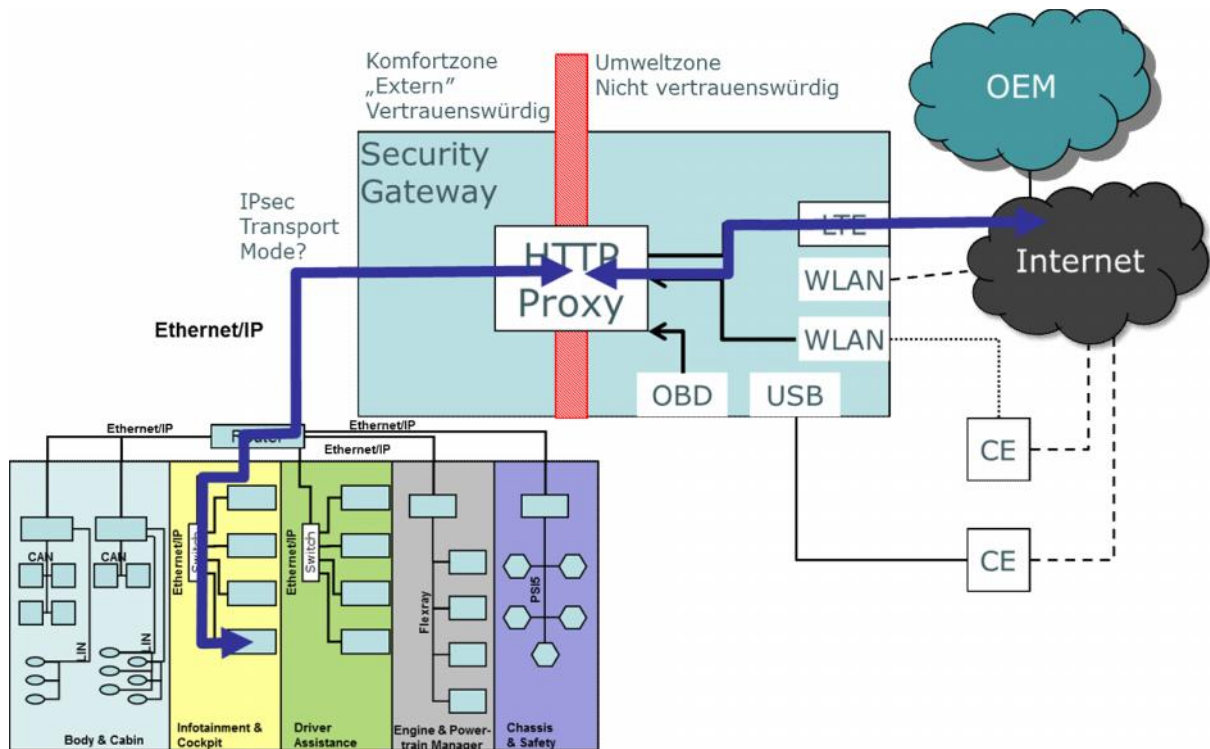 Komfortzone
„Extern”
Vertrauenswürdig
Umweltzone
Nicht vertrauenswürdig
OEM
Security
Gateway
IPsec
Transport
Mode?
LTE
HTTP
Proxy
WLAN
Internet
WLAN
Ethernet/IP
OBD
USB
CE
CE
Ethernet/IP
Router
Ethernet/IP
Ethernet/IP
CAN
CAN
LIN
LIN
Ethernet/IP
Switch
Ethernet/IP
Switch
Flexray
PSI5
Body & Cabin
Infotainment &
Cockpit
Driver
Assistance
Engine & Power-
train Manager
Chassis
& Safety